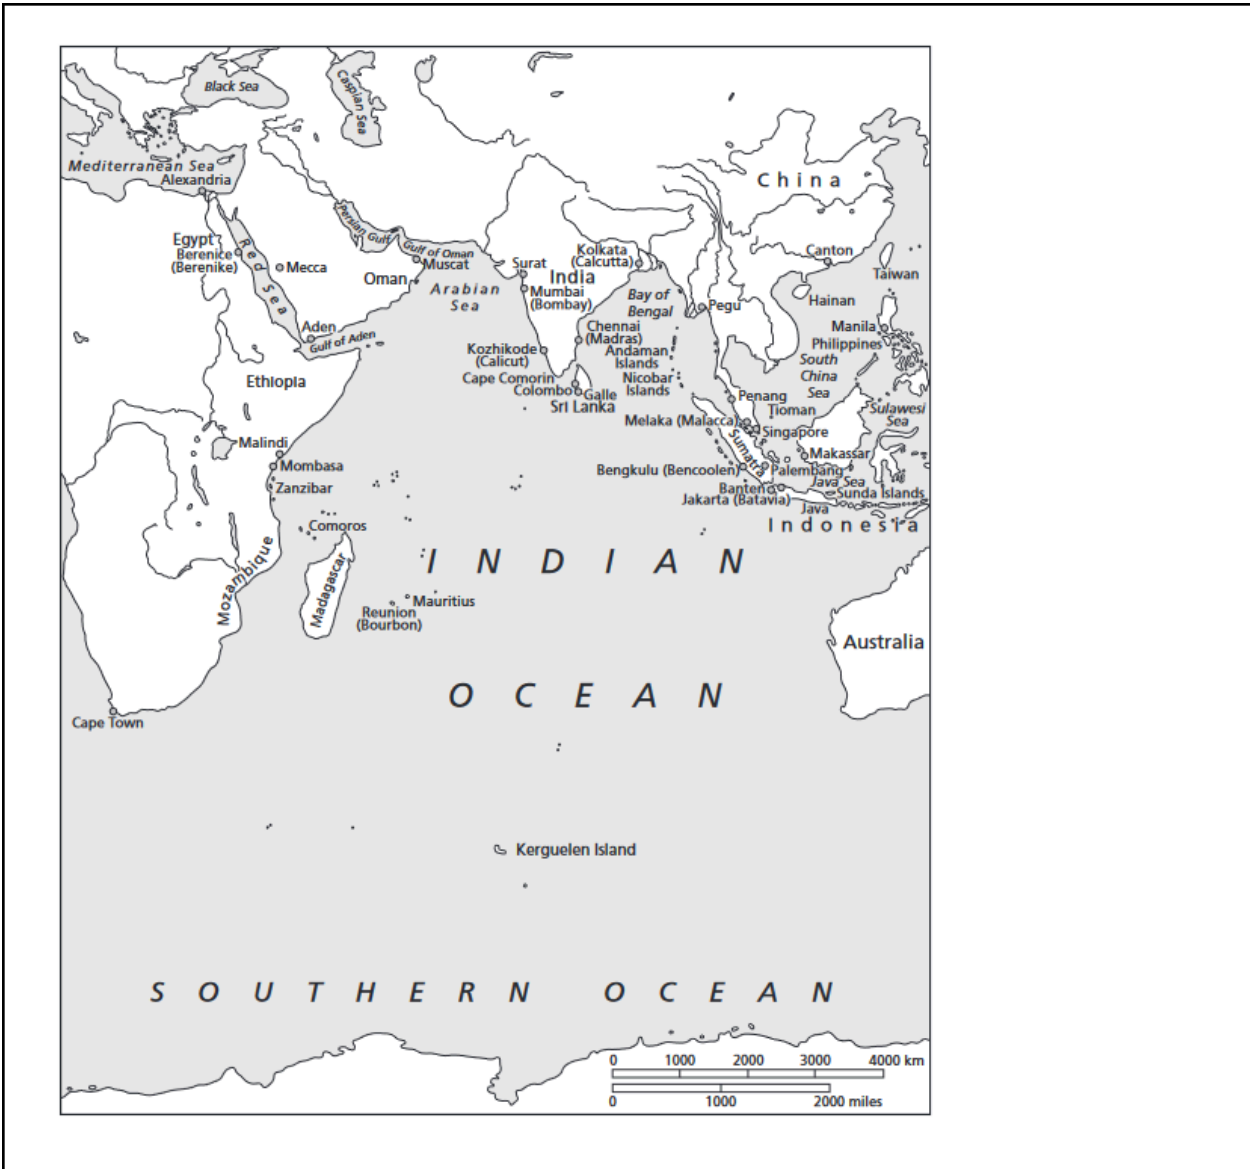 Black Sea
Caspian Sea
Mediterranean Sea
Alexandria
China
Persian Gulf
Gulf of Oman
Egypt
Berenice
(Berenike)
Red Sea
Mecca
Oman
Muscat
Arabian
Sea
Surat
India
Mumbai
(Bombay)
Kolkata
(Calcutta)
Bay of
Bengal
Pegu
Canton
Taiwan
Hainan
Manila
Philippines
South
China
Sea
Aden
Gulf of Aden
Chennai
(Madras)
Andaman
Islands
Kozhikode
(Calicut)
Cape Comorin
Colombo
Galle
Sri Lanka
Nicobar
Islands
Ethiopia
Penang
Tioman
Sulawesi
Sea
Melaka (Malacca)
Singapore
Sumatra
Makassar
Malindi
Mombasa
Zanzibar
Bengkulu (Bencoolen)
Palembang
Java Sea
Banten
Sunda Islands
Jakarta (Batavia)
Java
Indonesia
Comoros
Mozambique
Madagascar
INDIAN
Mauritius
Reunion
(Bourbon)
Australia
OCEAN
Cape Town
Kerguelen Island
SOUTHERN OCEAN
0 1000 2000 3000 4000 km
0 1000 2000 miles